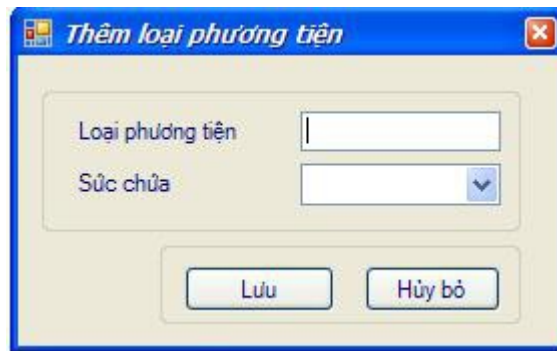 Thêm loại phương tiện
Loại phương tiện
Sức chứa
Lưu Hủy bỏ